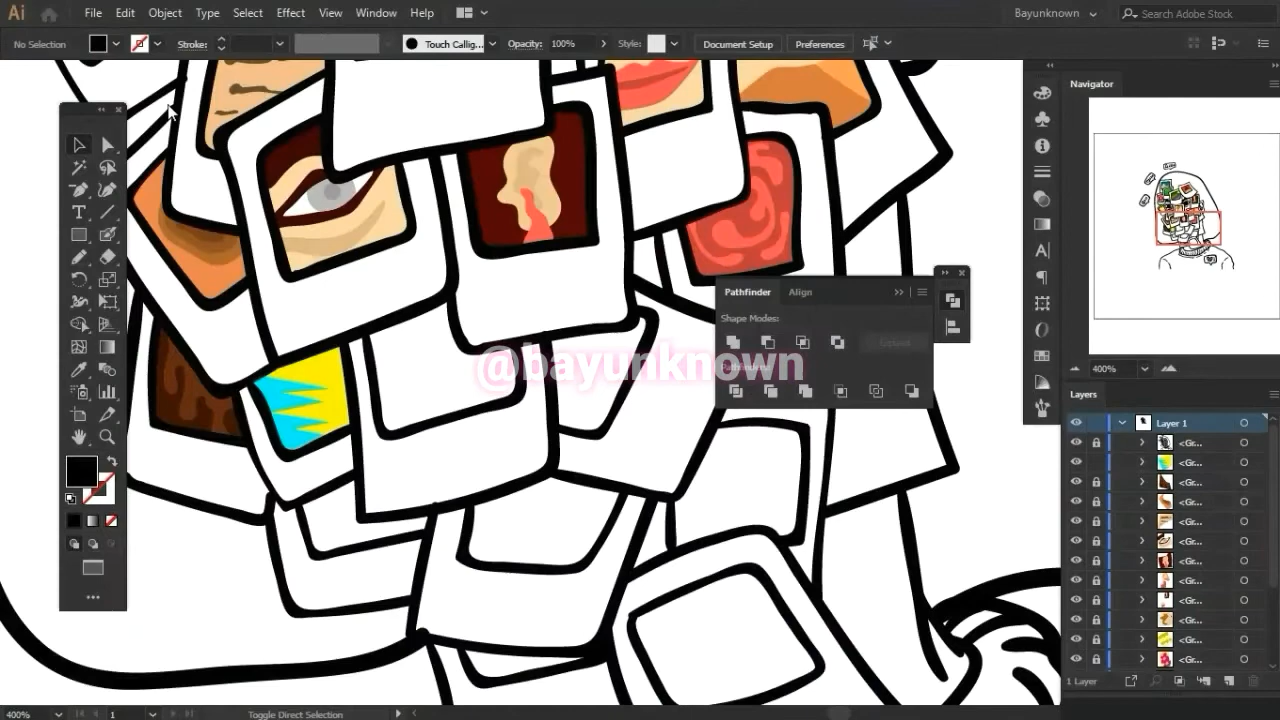 Ai File Edit Object Type Select Effect View Window Help Bayunknown Search Adobe Stock
No Selection Stroke: Touch Callig... Opacity: 100% Style: Document Setup Preferences
Navigator
Pathfinder Align
Shape Modes:
Expand
Pathfinders:
@bayunknown
400%
Layers
Layer 1
<Gr...
<Gr...
<Gr...
<Gr...
<Gr...
<Gr...
<Gr...
<Gr...
<Gr...
<Gr...
<Gr...
<Gr...
1 Layer
400% 1 Toggle Direct Selection